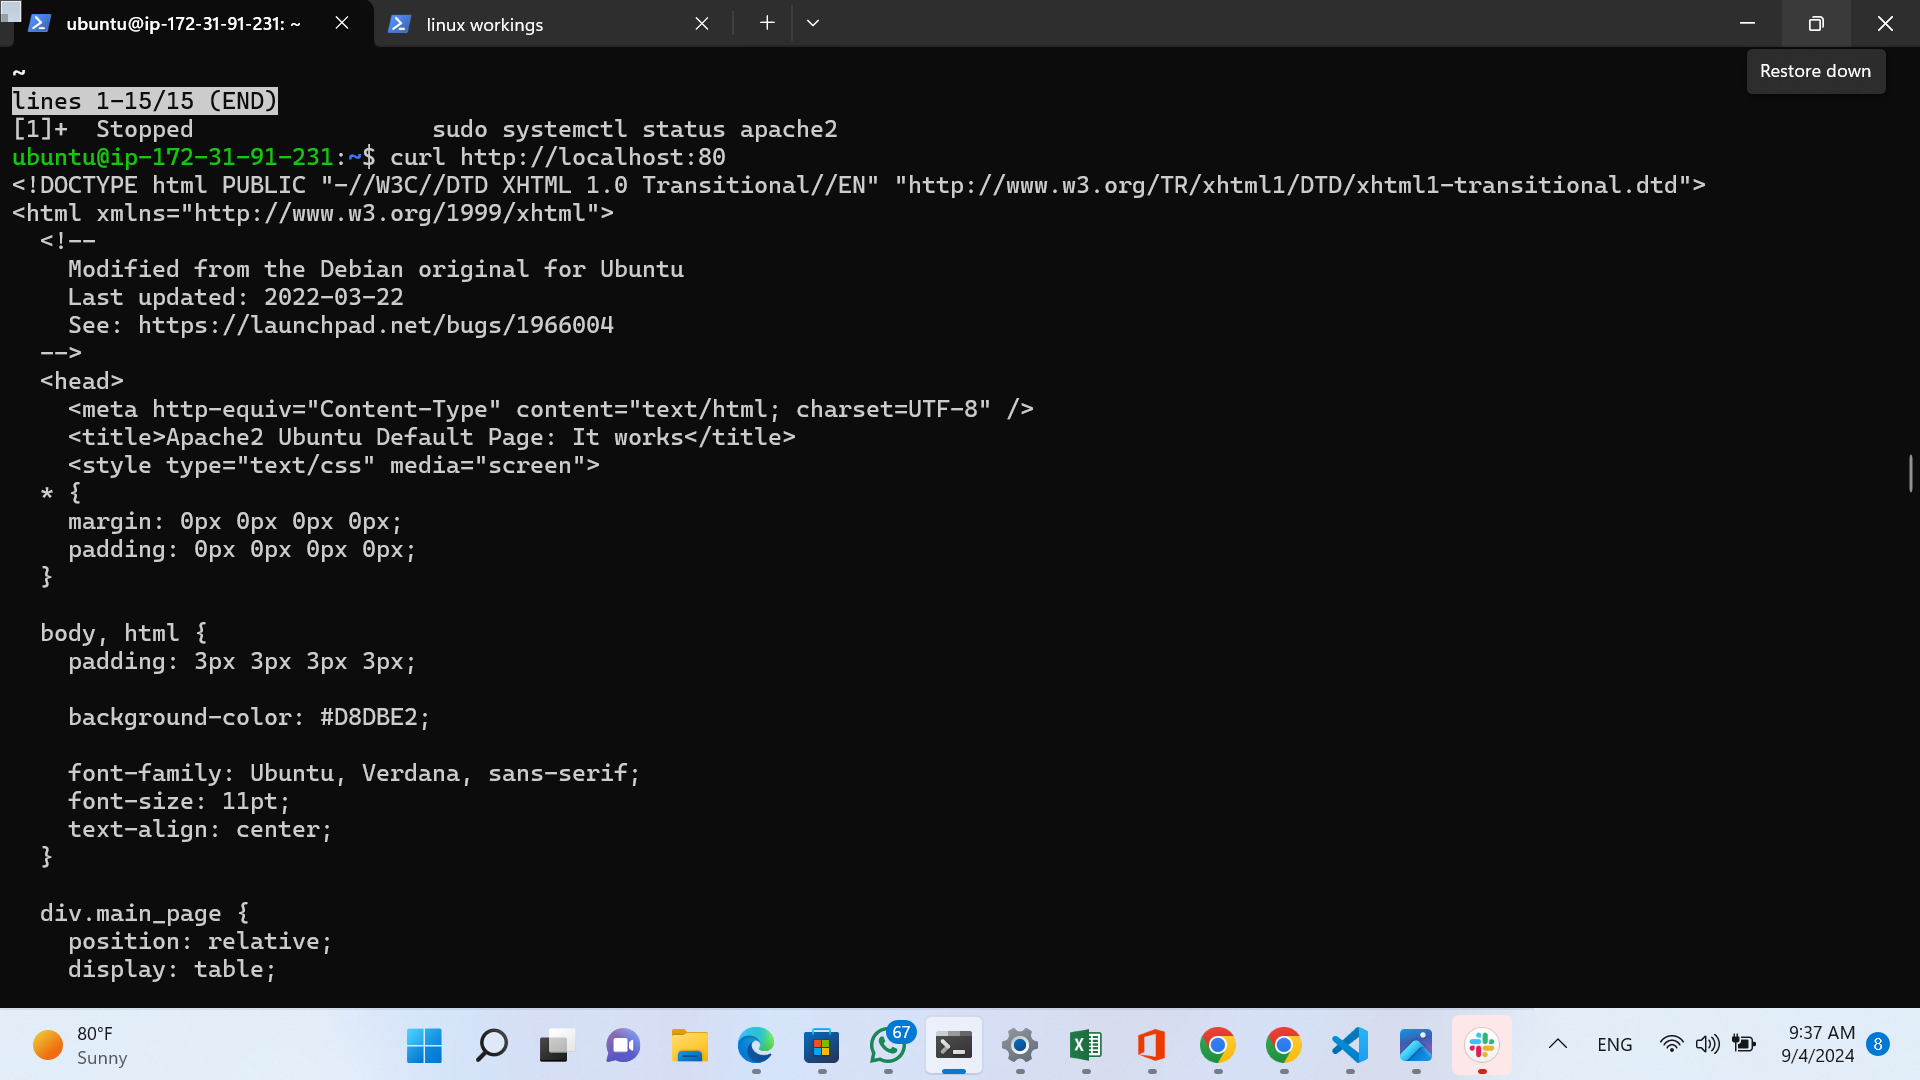 ubuntu@ip-172-31-91-231: ~
linux workings
Restore down
~
lines 1-15/15 (END)
[1]+  Stopped                 sudo systemctl status apache2
ubuntu@ip-172-31-91-231:~$ curl http://localhost:80
<!DOCTYPE html PUBLIC "-//W3C//DTD XHTML 1.0 Transitional//EN" "http://www.w3.org/TR/xhtml1/DTD/xhtml1-transitional.dtd">
<html xmlns="http://www.w3.org/1999/xhtml">
  <!--
    Modified from the Debian original for Ubuntu
    Last updated: 2022-03-22
    See: https://launchpad.net/bugs/1966004
  -->
  <head>
    <meta http-equiv="Content-Type" content="text/html; charset=UTF-8" />
    <title>Apache2 Ubuntu Default Page: It works</title>
    <style type="text/css" media="screen">
  * {
    margin: 0px 0px 0px 0px;
    padding: 0px 0px 0px 0px;
  }
  body, html {
    padding: 3px 3px 3px 3px;
    background-color: #D8DBE2;
    font-family: Ubuntu, Verdana, sans-serif;
    font-size: 11pt;
    text-align: center;
  }
  div.main_page {
    position: relative;
    display: table;
80°F
Sunny
67
ENG
9:37 AM
9/4/2024
8